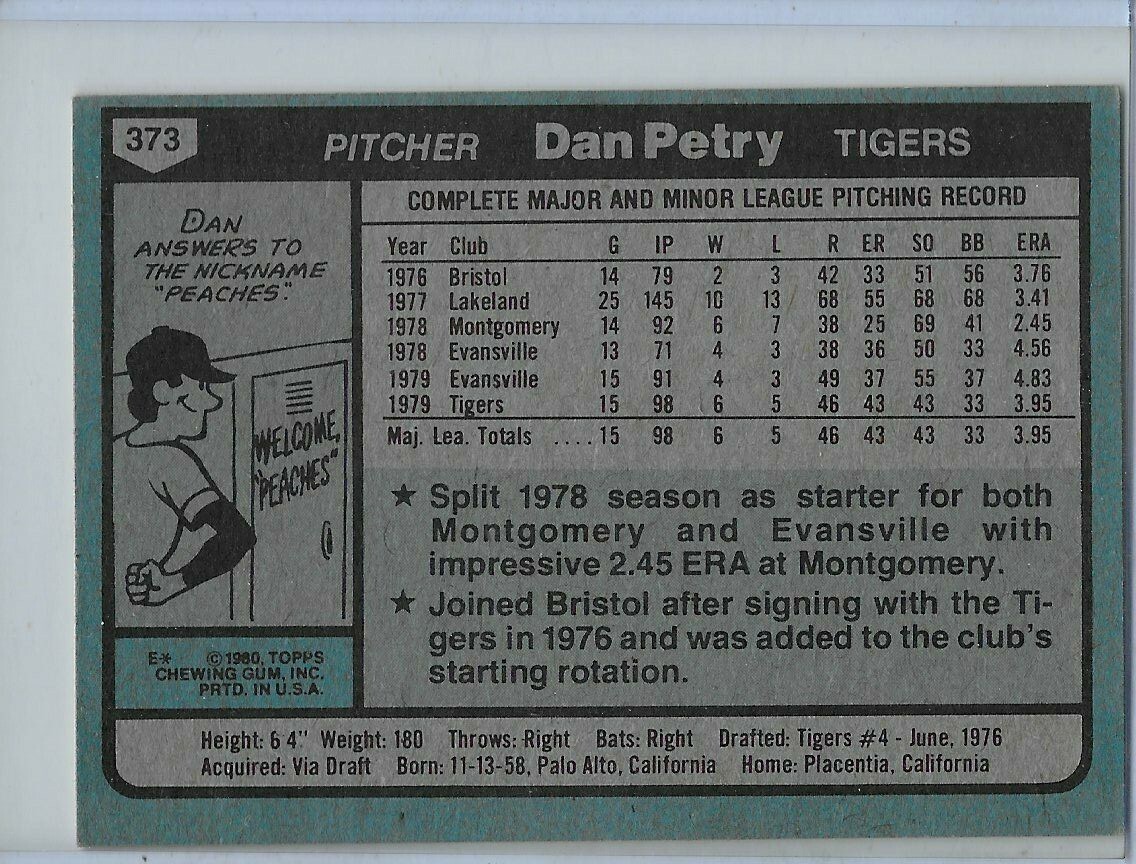 373
PITCHER Dan Petry TIGERS
DAN
ANSWERS TO
THE NICKNAME
"PEACHES".
WELCOME,
"PEACHES"
E* © 1980, TOPPS
CHEWING GUM, INC.
PRTD. IN U.S.A.
COMPLETE MAJOR AND MINOR LEAGUE PITCHING RECORD
Year Club G IP W L R ER SO BB ERA
1976 Bristol 14 79 2 3 42 33 51 56 3.76
1977 Lakeland 25 145 10 13 68 55 68 68 3.41
1978 Montgomery 14 92 6 7 38 25 69 41 2.45
1978 Evansville 13 71 4 3 38 36 50 33 4.56
1979 Evansville 15 91 4 3 49 37 55 37 4.83
1979 Tigers 15 98 6 5 46 43 43 33 3.95
Maj. Lea. Totals ....15 98 6 5 46 43 43 33 3.95
★ Split 1978 season as starter for both
Montgomery and Evansville with
impressive 2.45 ERA at Montgomery.
★ Joined Bristol after signing with the Ti-
gers in 1976 and was added to the club's
starting rotation.
Height: 6 4" Weight: 180 Throws: Right Bats: Right Drafted: Tigers #4 - June, 1976
Acquired: Via Draft Born: 11-13-58, Palo Alto, California Home: Placentia, California